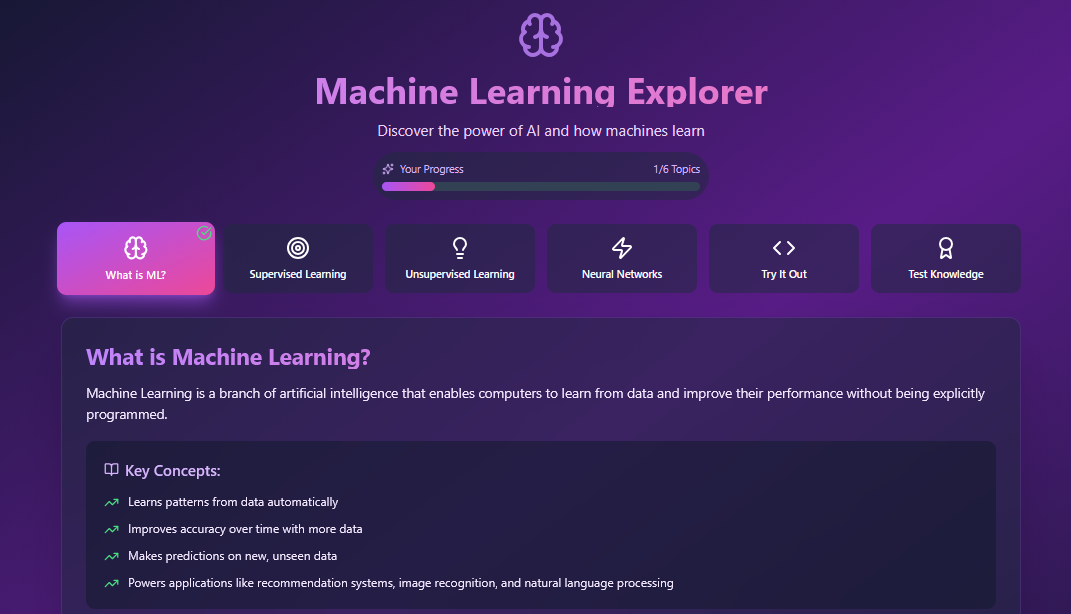 Machine Learning Explorer
Discover the power of AI and how machines learn
Your Progress
1/6 Topics
What is ML?
Supervised Learning
Unsupervised Learning
Neural Networks
Try It Out
Test Knowledge
What is Machine Learning?
Machine Learning is a branch of artificial intelligence that enables computers to learn from data and improve their performance without being explicitly
programmed.
Key Concepts:
Learns patterns from data automatically
Improves accuracy over time with more data
Makes predictions on new, unseen data
Powers applications like recommendation systems, image recognition, and natural language processing